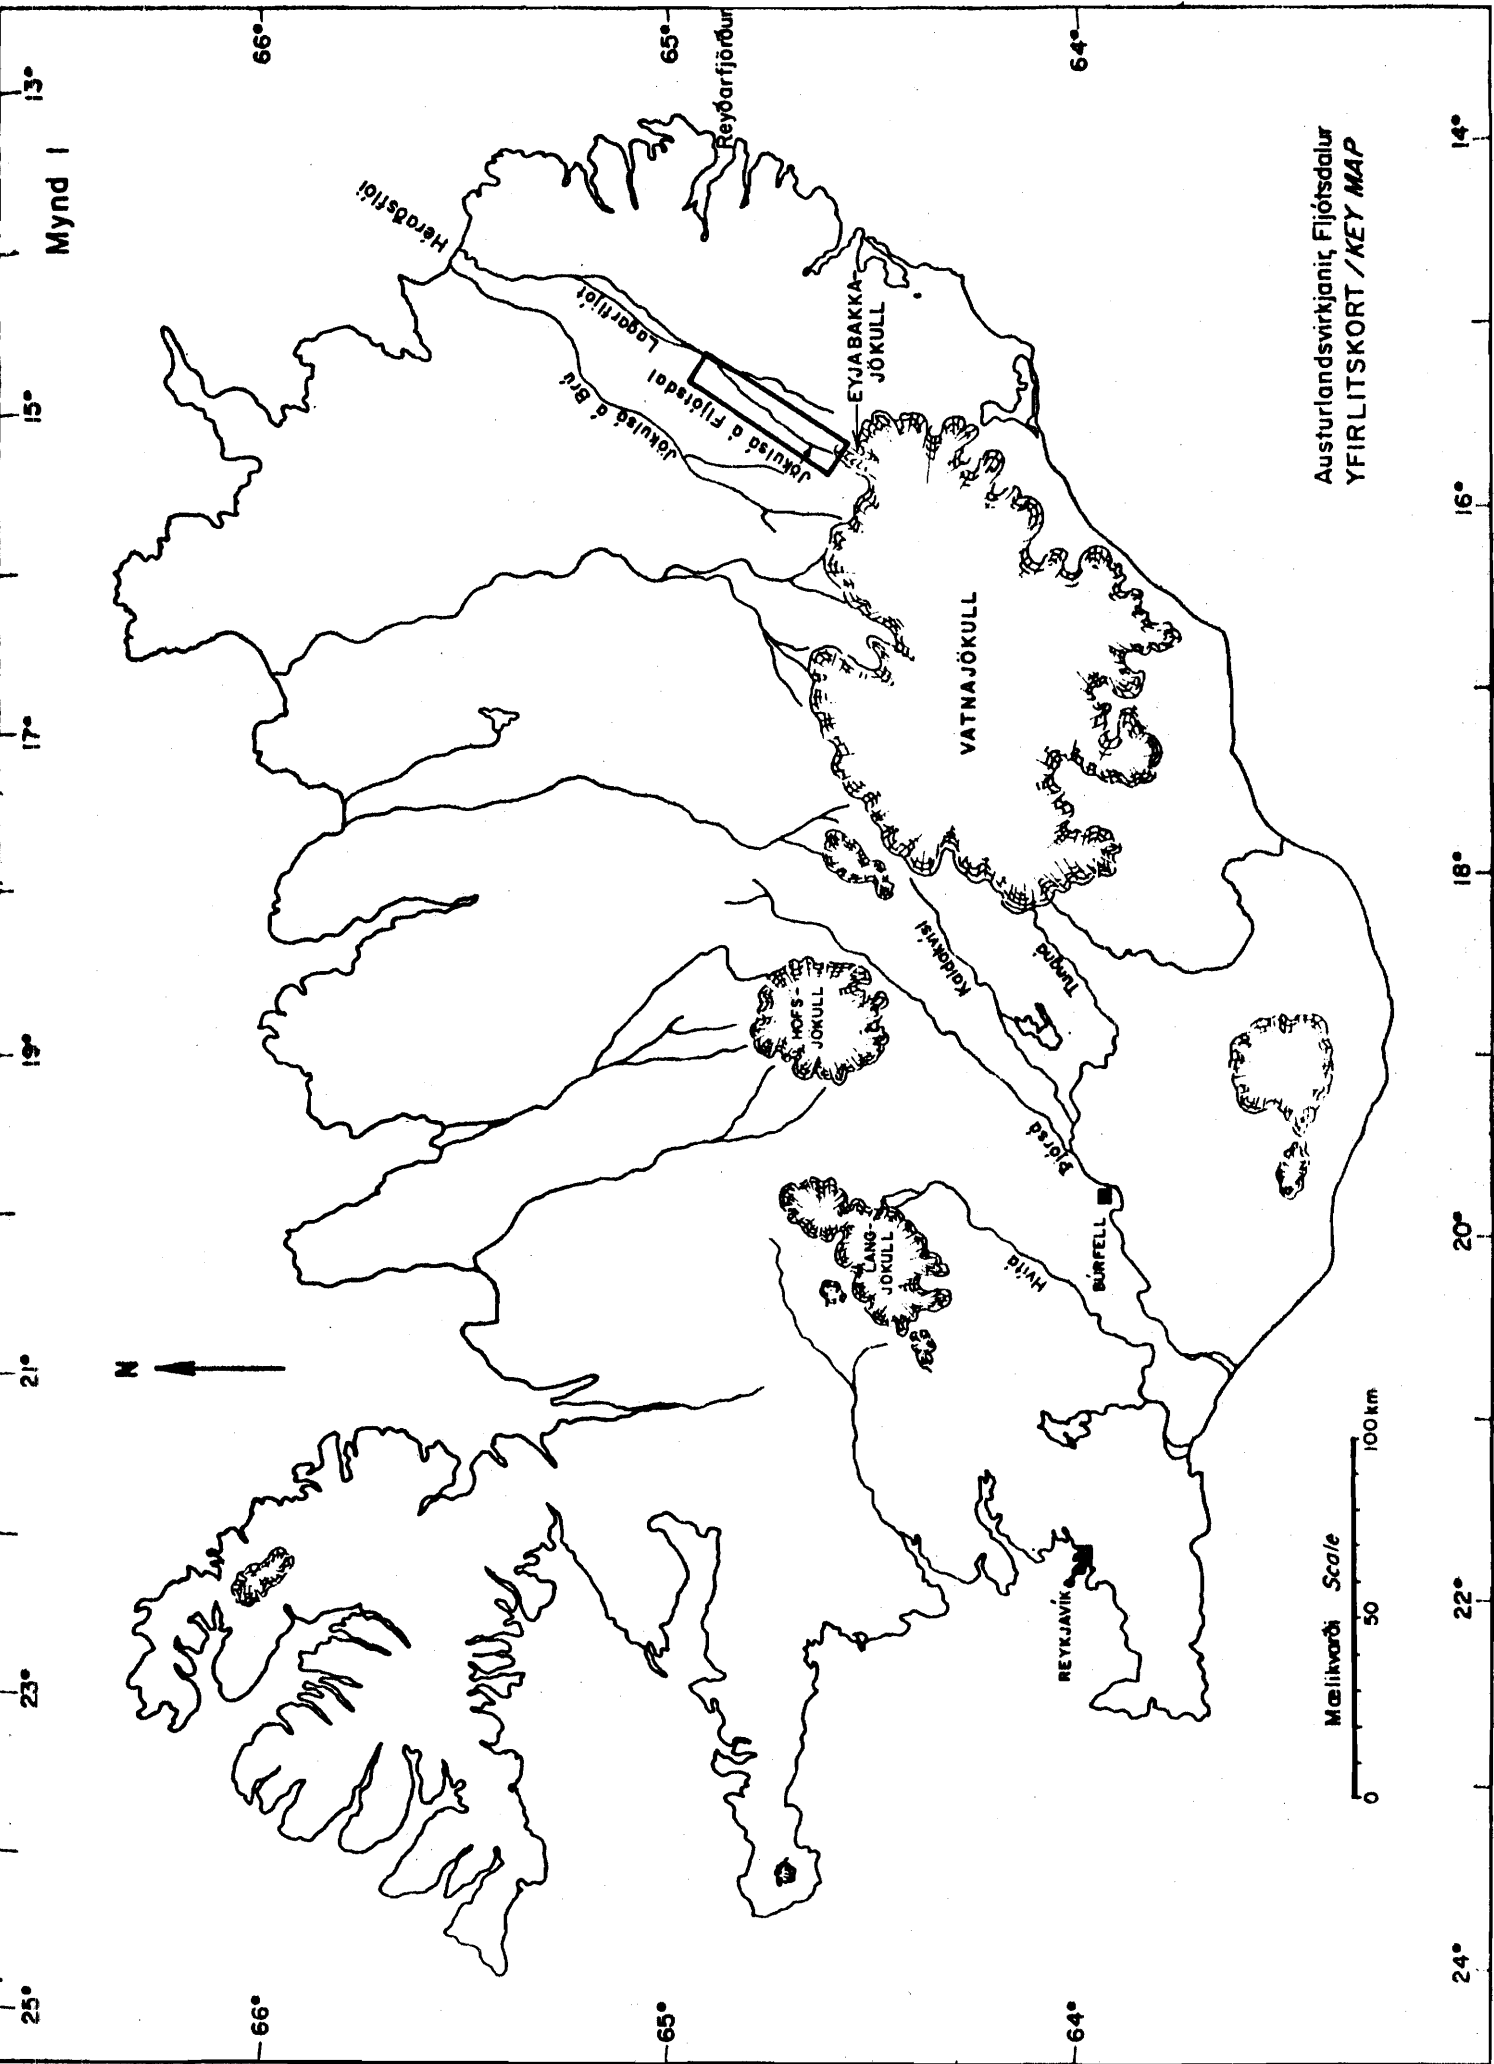 Mynd 1
25°
23°
21°
19°
17°
15°
13°
66°
65°
64°
66°
65°
64°
24°
22°
20°
18°
16°
14°
N
Héraðsflói
Reyðarfjörður
Lagarfljót
Jökulsá á Brú
Jökulsá á Fljótsdal
EYJABAKKA-
JÖKULL
VATNAJÖKULL
HOFS-
JÖKULL
LANG-
JÖKULL
Kaldakvísl
Tungná
Þjórsá
Hvítá
BÚRFELL
REYKJAVÍK
Mælikvarði Scale
0 50 100 km
Austurlandsvirkjanir, Fljótsdalur
YFIRLITSKORT / KEY MAP